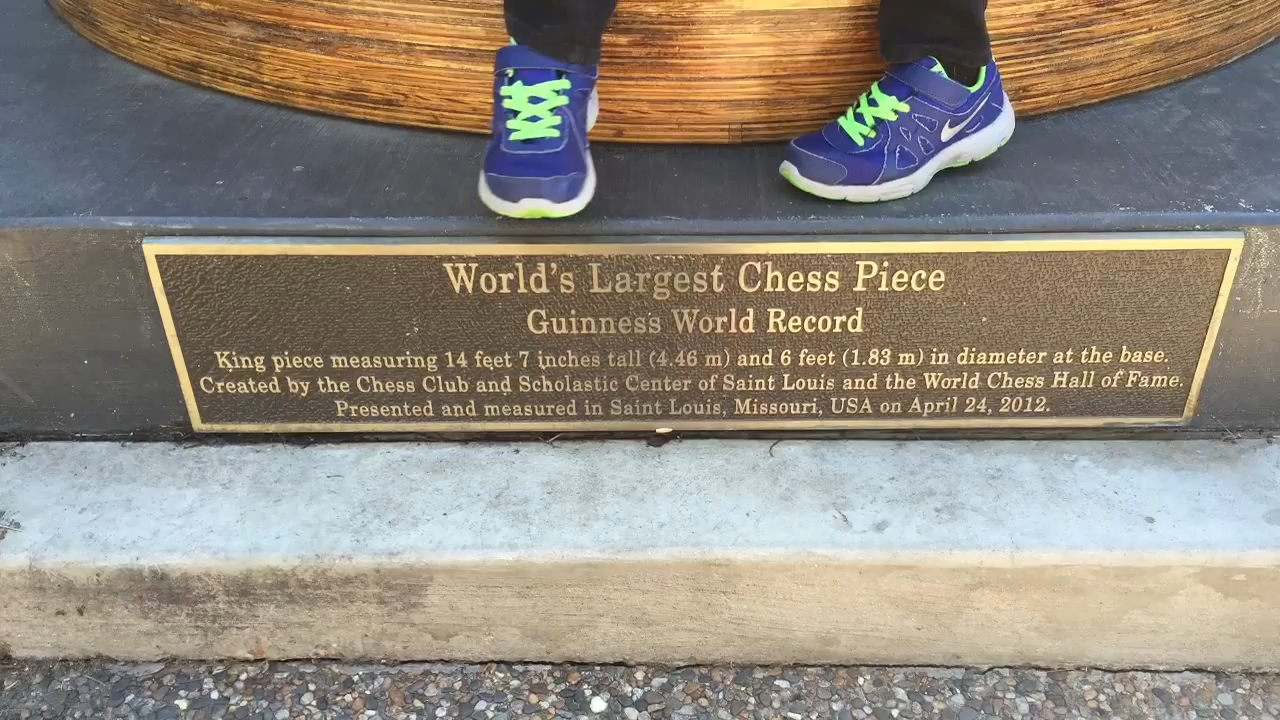 World's Largest Chess Piece
Guinness World Record
King piece measuring 14 feet 7 inches tall (4.46 m) and 6 feet (1.83 m) in diameter at the base.
Created by the Chess Club and Scholastic Center of Saint Louis and the World Chess Hall of Fame.
Presented and measured in Saint Louis, Missouri, USA on April 24, 2012.